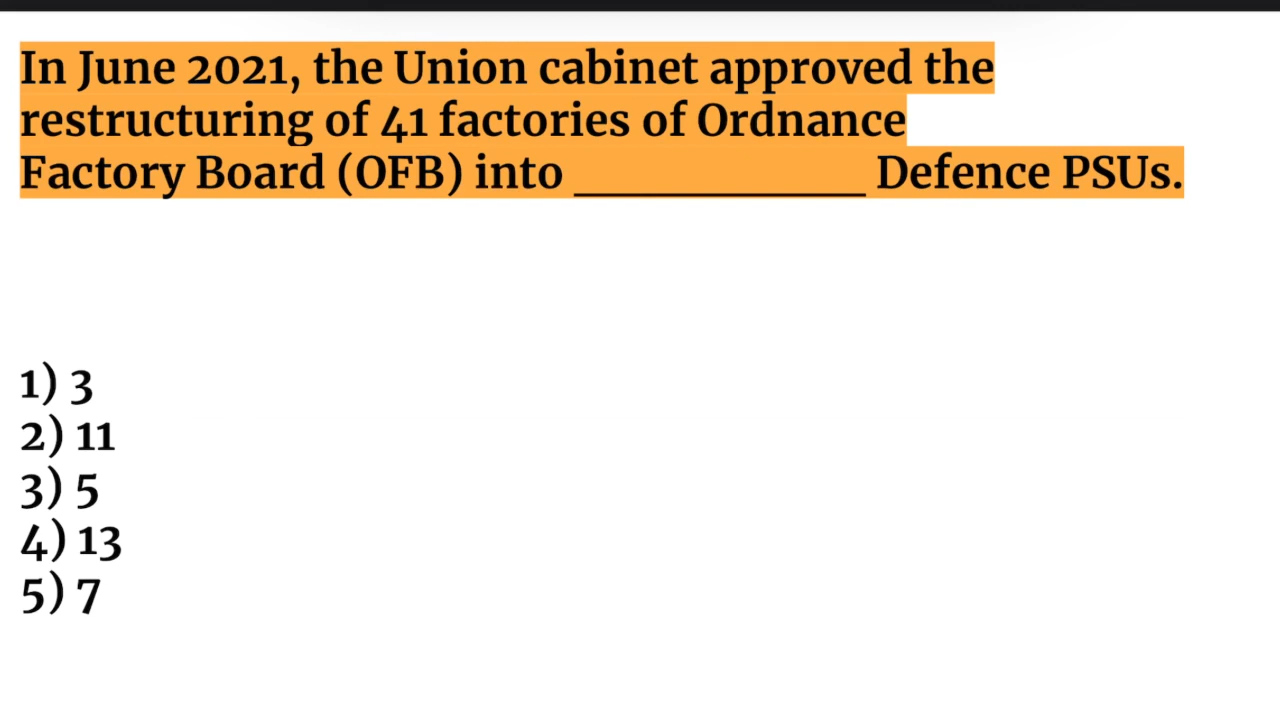 In June 2021, the Union cabinet approved the
restructuring of 41 factories of Ordnance
Factory Board (OFB) into _____________ Defence PSUs.
1) 3
2) 11
3) 5
4) 13
5) 7